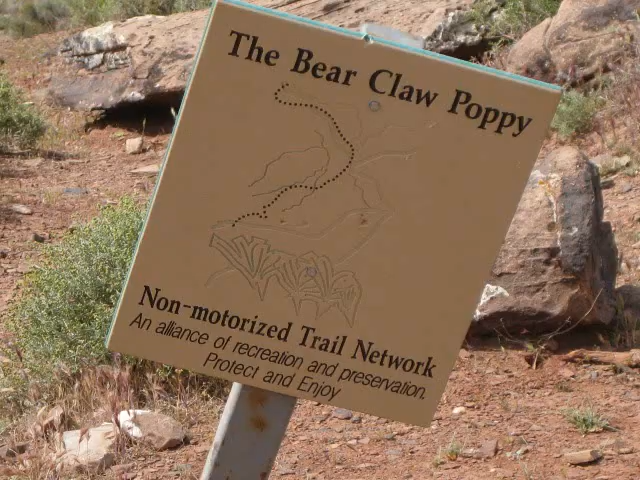 The Bear Claw Poppy
Non-motorized Trail Network
An alliance of recreation and preservation.
Protect and Enjoy